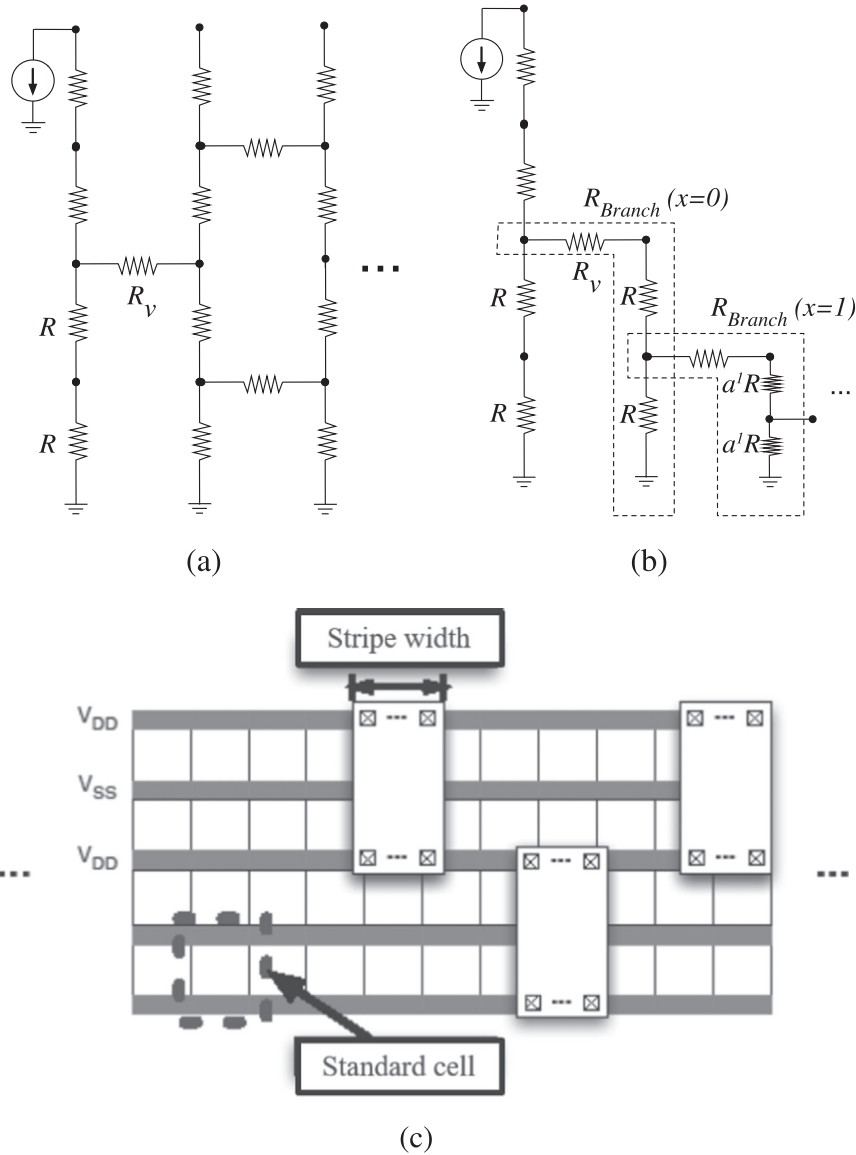 R_v
R
R
(a)
R_Branch (x=0)
R_v
R
R
R_Branch (x=1)
a^1R
...
R
R
a^1R
(b)
Stripe width
V_DD
V_SS
V_DD
Standard cell
(c)